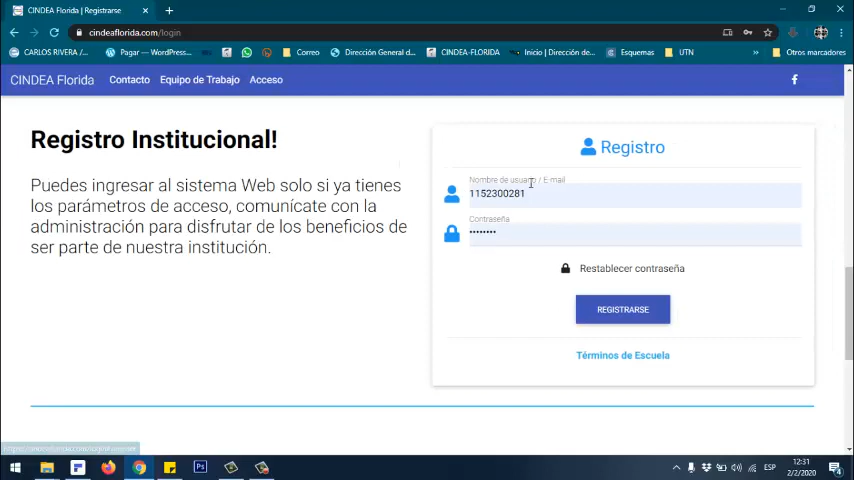 CINDEA Florida | Registrarse
cindeaflorida.com/login
CARLOS RIVERA /... Pagar — WordPress... Correo Dirección General d... CINDEA-FLORIDA Inicio | Dirección de... Esquemas UTN » Otros marcadores
CINDEA Florida Contacto Equipo de Trabajo Acceso
Registro Institucional!
Puedes ingresar al sistema Web solo si ya tienes
los parámetros de acceso, comunícate con la
administración para disfrutar de los beneficios de
ser parte de nuestra institución.
Registro
Nombre de usuario / E-mail
1152300281
Contraseña
••••••••
Restablecer contraseña
REGISTRARSE
Términos de Escuela
ESP
12:31
2/2/2020
4